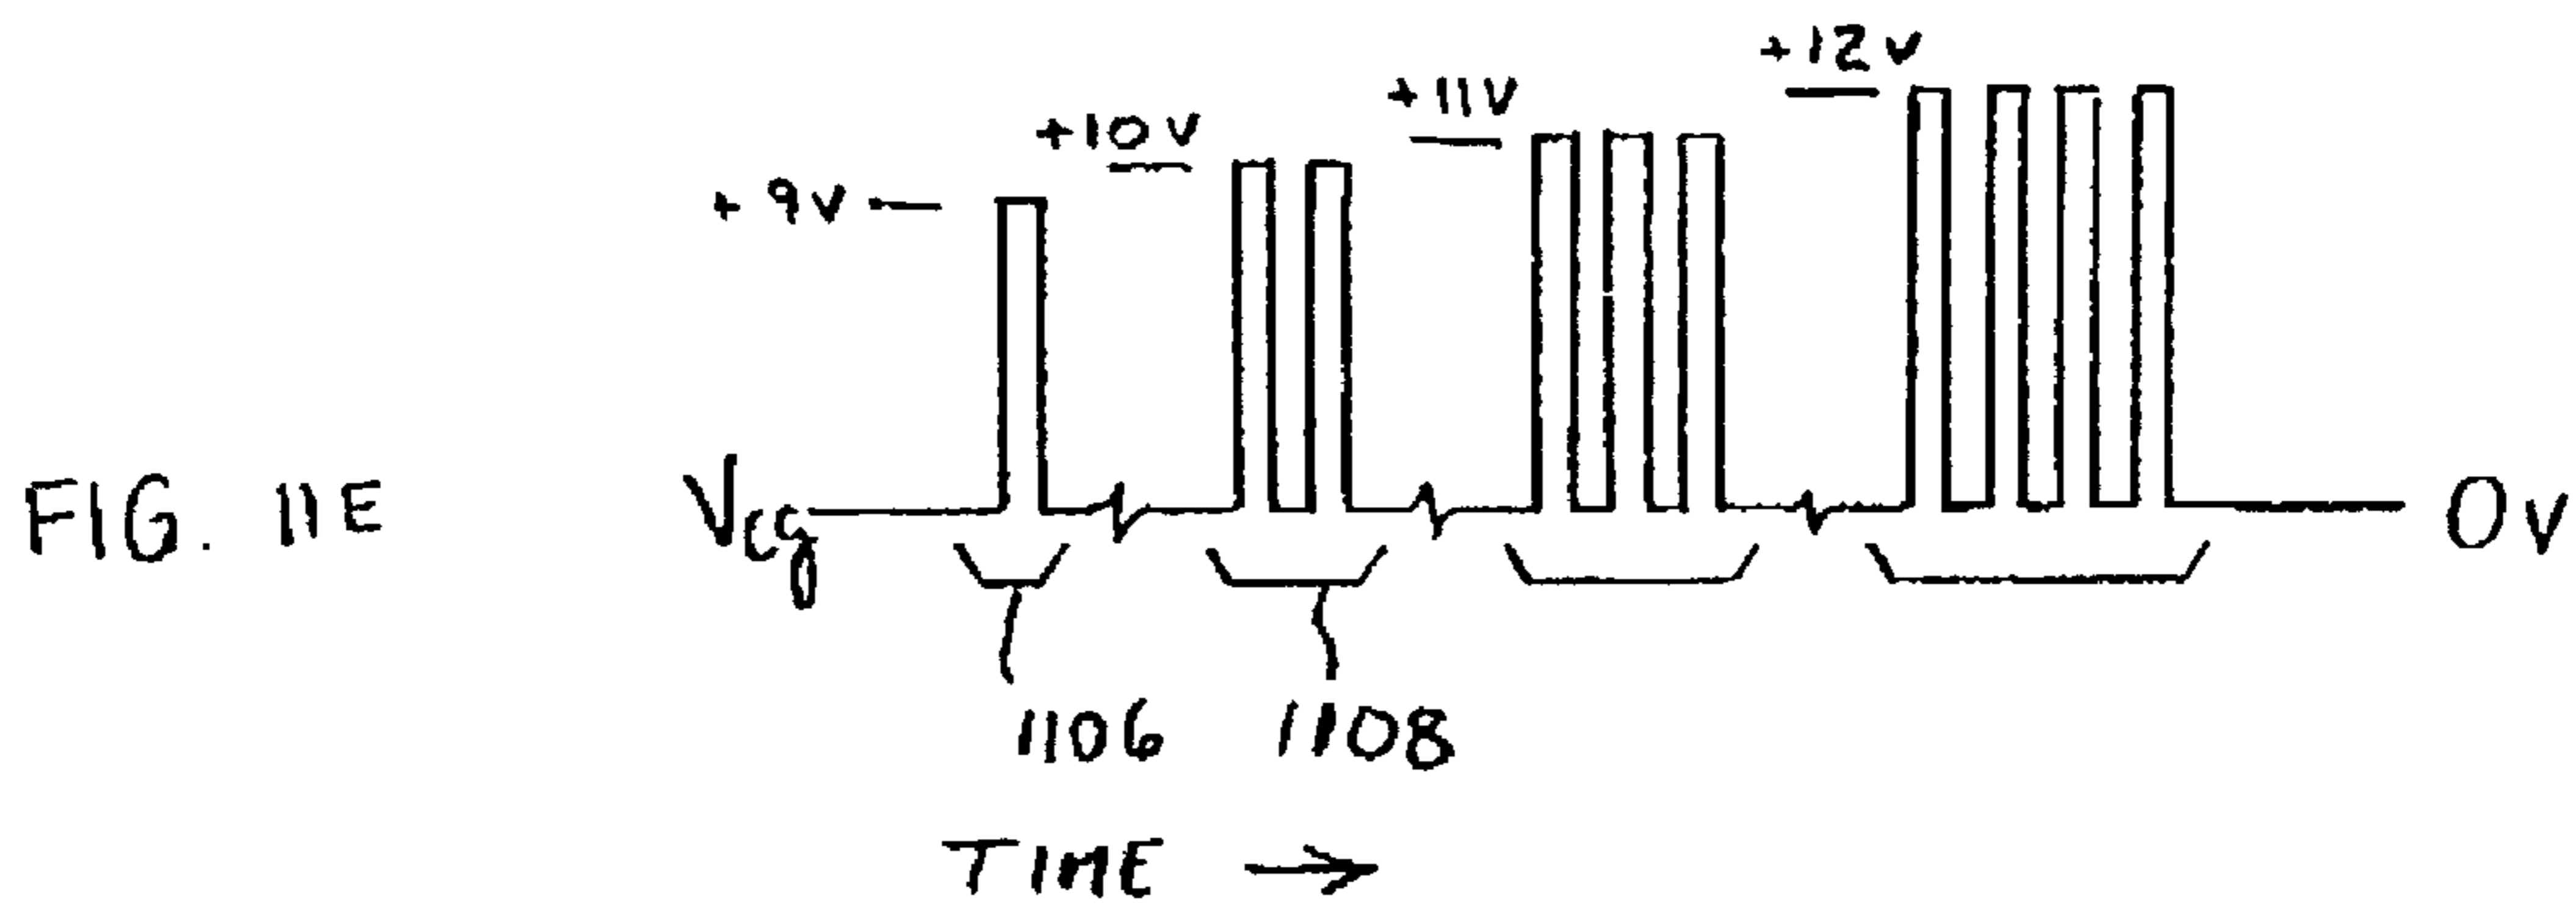 +12V
+11V
+10V
+9V
FIG. 11E
Vcg
0V
1106
1108
TIME →